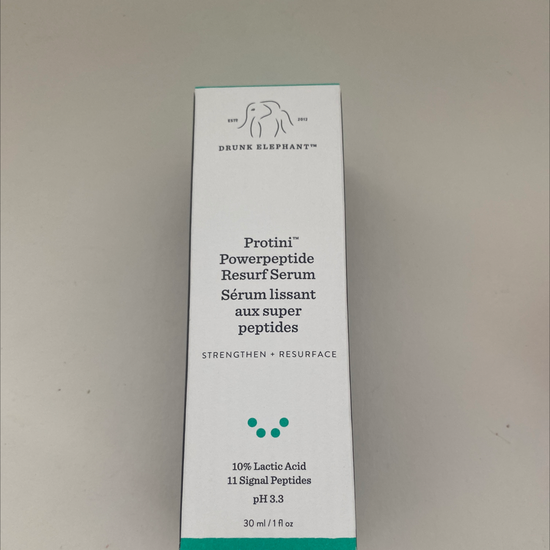 ESTD 2012
DRUNK ELEPHANT™
Protini™
Powerpeptide
Resurf Serum
Sérum lissant
aux super
peptides
STRENGTHEN + RESURFACE
10% Lactic Acid
11 Signal Peptides
pH 3.3
30 ml / 1 fl oz